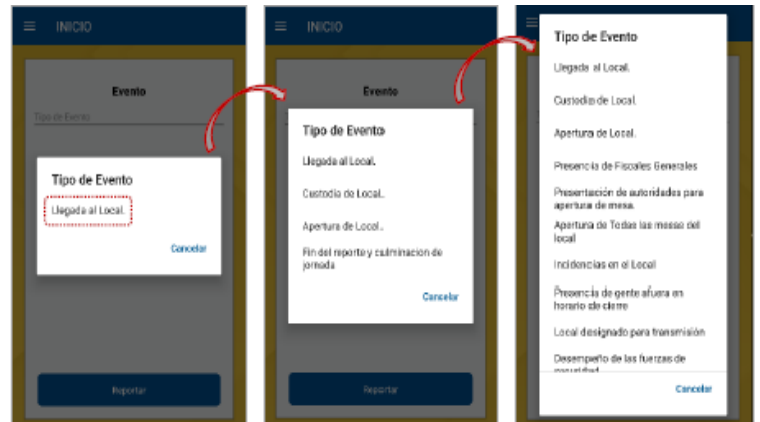 INICIO
Evento
Tipo de Evento
Tipo de Evento
Llegada al Local.
Cancelar
Reportar
INICIO
Evento
Tipo de Evento
Llegada al Local.
Custodia de Local.
Apertura de Local.
Fin del reporte y culminacion de
jornada
Cancelar
Reportar
Tipo de Evento
Llegada al Local.
Custodia de Local.
Apertura de Local.
Presencia de Fiscales Generales
Presentación de autoridades para
apertura de mesa.
Apertura de Todas las mesas del
local
Incidencias en el Local
Presencia de gente afuera en
horario de cierre
Local designado para transmisión
Desempeño de las fuerzas de
Cancelar